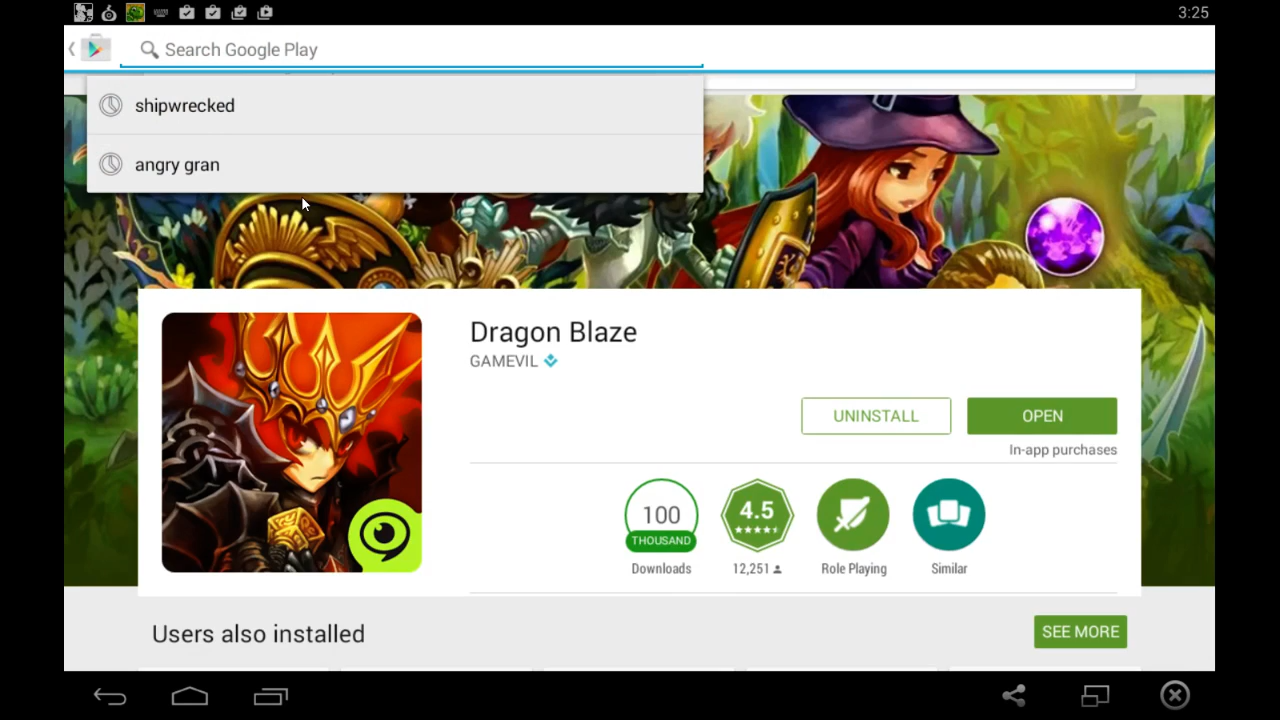 3:25
Search Google Play
shipwrecked
angry gran
Dragon Blaze
GAMEVIL
UNINSTALL
OPEN
In-app purchases
100
THOUSAND
4.5
Downloads
12,251
Role Playing
Similar
Users also installed
SEE MORE